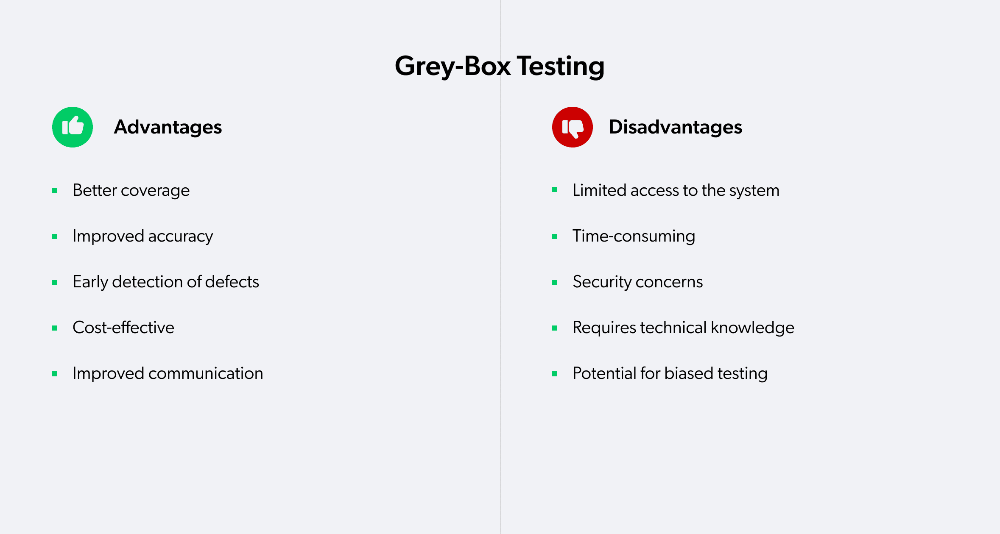 Grey-Box Testing
Advantages
Better coverage
Improved accuracy
Early detection of defects
Cost-effective
Improved communication
Disadvantages
Limited access to the system
Time-consuming
Security concerns
Requires technical knowledge
Potential for biased testing